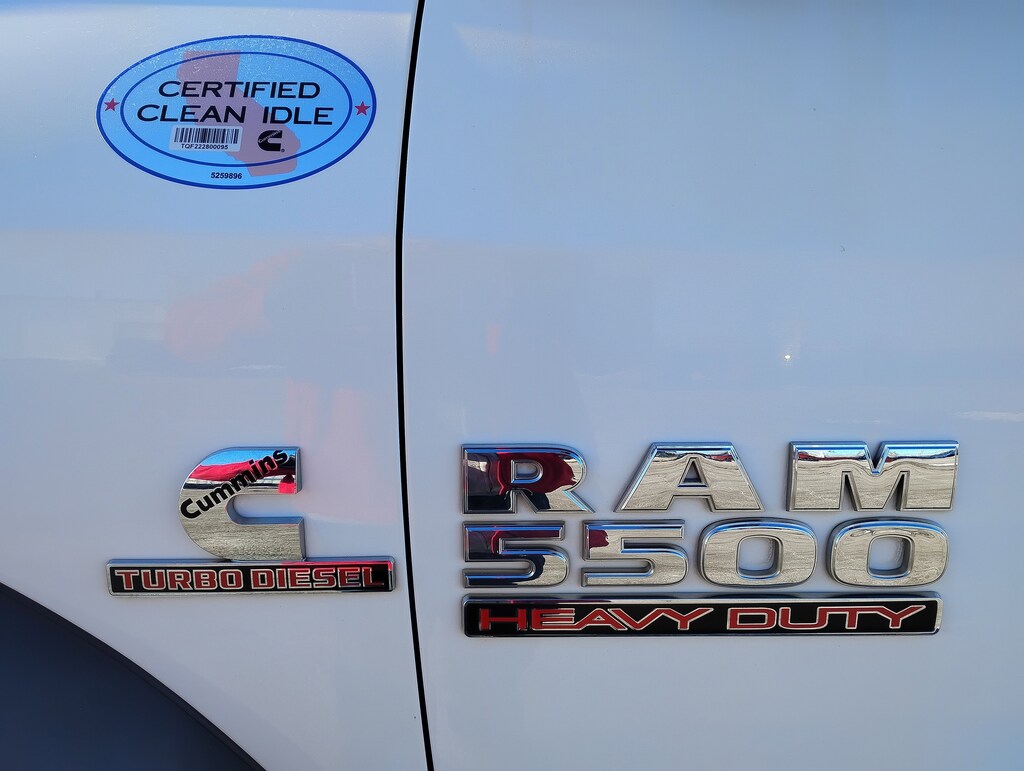 CERTIFIED
CLEAN IDLE
TQF222800095
5259896
Cummins
TURBO DIESEL
RAM
5500
HEAVY DUTY